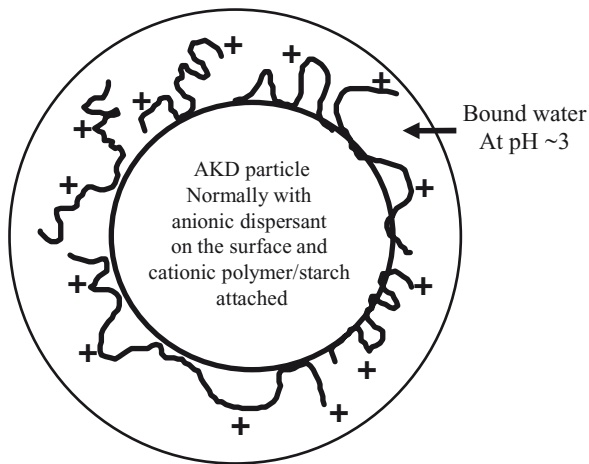 AKD particle
Normally with
anionic dispersant
on the surface and
cationic polymer/starch
attached
Bound water
At pH ~3
+
+
+
+
+
+
+
+
+
+
+
+